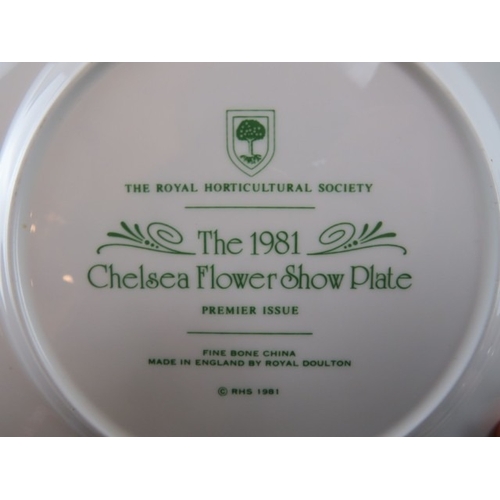 THE ROYAL HORTICULTURAL SOCIETY
The 1981
Chelsea Flower Show Plate
PREMIER ISSUE
FINE BONE CHINA
MADE IN ENGLAND BY ROYAL DOULTON
© RHS 1981